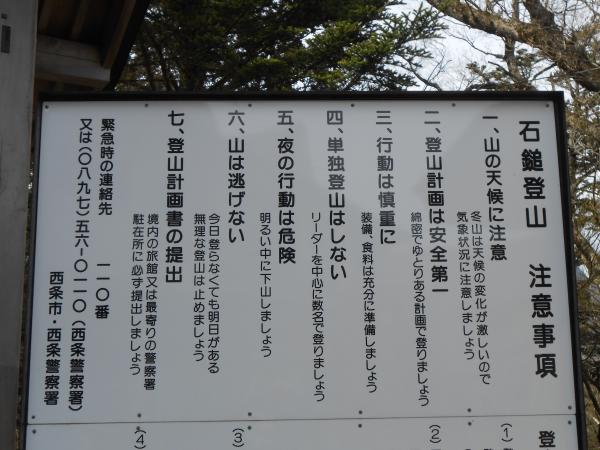 石鎚登山 注意事項
一、山の天候に注意
冬山は天候の変化が激しいので
気象状況に注意しましょう
二、登山計画は安全第一
綿密でゆとりある計画で登りましょう
三、行動は慎重に
装備、食料は充分に準備しましょう
四、単独登山はしない
リーダーを中心に数名で登りましょう
五、夜の行動は危険
明るい中に下山しましょう
六、山は逃げない
今日登らなくても明日がある
無理な登山は止めましょう
七、登山計画書の提出
境内の旅館又は最寄りの警察署
駐在所に必ず提出しましょう
緊急時の連絡先 一一〇番
又は(〇八九七)五六-〇一一〇(西条警察署)
西条市・西条警察署
登
(1)
(2)
(3)
(4)